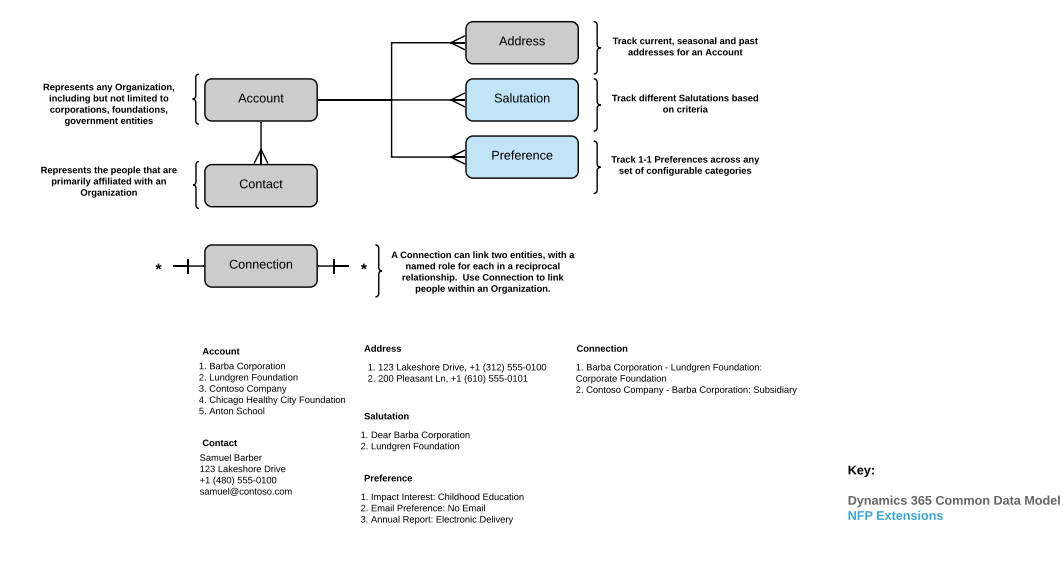 Address
Track current, seasonal and past
addresses for an Account
Represents any Organization,
including but not limited to
corporations, foundations,
government entities
Account
Salutation
Track different Salutations based
on criteria
Preference
Track 1-1 Preferences across any
set of configurable categories
Represents the people that are
primarily affiliated with an
Organization
Contact
*
Connection
*
A Connection can link two entities, with a
named role for each in a reciprocal
relationship. Use Connection to link
people within an Organization.
Account
1. Barba Corporation
2. Lundgren Foundation
3. Contoso Company
4. Chicago Healthy City Foundation
5. Anton School
Contact
Samuel Barber
123 Lakeshore Drive
+1 (480) 555-0100
samuel@contoso.com
Address
1. 123 Lakeshore Drive, +1 (312) 555-0100
2. 200 Pleasant Ln, +1 (610) 555-0101
Salutation
1. Dear Barba Corporation
2. Lundgren Foundation
Preference
1. Impact Interest: Childhood Education
2. Email Preference: No Email
3. Annual Report: Electronic Delivery
Connection
1. Barba Corporation - Lundgren Foundation:
Corporate Foundation
2. Contoso Company - Barba Corporation: Subsidiary
Key:
Dynamics 365 Common Data Model
NFP Extensions